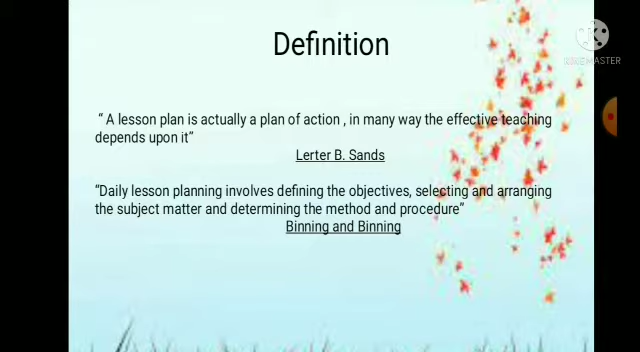 Definition
KINEMASTER
“ A lesson plan is actually a plan of action , in many way the effective teaching
depends upon it”
Lerter B. Sands
“Daily lesson planning involves defining the objectives, selecting and arranging
the subject matter and determining the method and procedure”
Binning and Binning